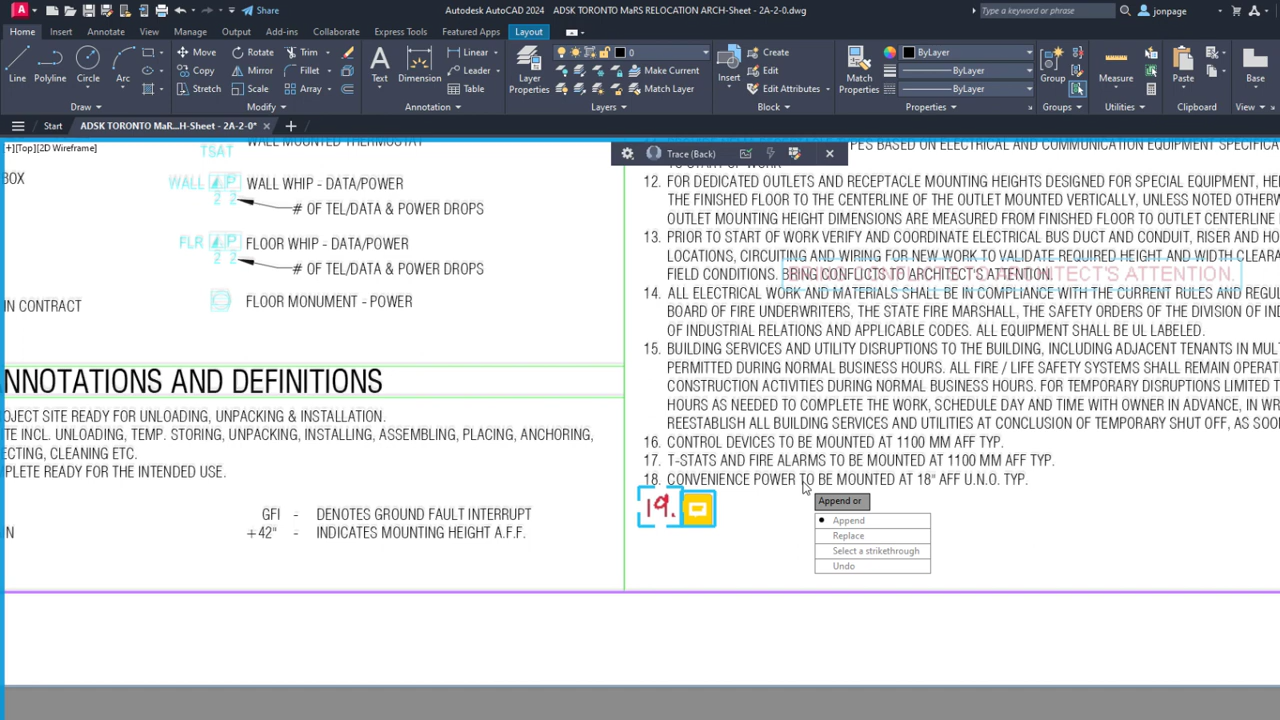 Share
Autodesk AutoCAD 2024 ADSK TORONTO MaRS RELOCATION ARCH-Sheet - 2A-2-0.dwg
Type a keyword or phrase
jonpage
Home Insert Annotate View Manage Output Add-ins Collaborate Express Tools Featured Apps Layout
Line Polyline Circle Arc
Move Rotate Trim
Copy Mirror Fillet
Stretch Scale Array
Text Dimension
Linear
Leader
Table
Layer Properties
0
Make Current
Match Layer
Insert
Create
Edit
Edit Attributes
Match Properties
ByLayer
ByLayer
ByLayer
Group
Measure
Paste
Base
Draw Modify Annotation Layers Block Properties Groups Utilities Clipboard View
Start ADSK TORONTO MaR...H-Sheet - 2A-2-0*
[+][Top][2D Wireframe]
Trace (Back)
TSAT WALL MOUNTED THERMOSTAT
BOX
WALL P 2 2 WALL WHIP - DATA/POWER
# OF TEL/DATA & POWER DROPS
FLR P 2 2 FLOOR WHIP - DATA/POWER
# OF TEL/DATA & POWER DROPS
FLOOR MONUMENT - POWER
IN CONTRACT
NNOTATIONS AND DEFINITIONS
OJECT SITE READY FOR UNLOADING, UNPACKING & INSTALLATION.
TE INCL. UNLOADING, TEMP. STORING, UNPACKING, INSTALLING, ASSEMBLING, PLACING, ANCHORING,
ECTING, CLEANING ETC.
PLETE READY FOR THE INTENDED USE.
GFI - DENOTES GROUND FAULT INTERRUPT
IN +42" - INDICATES MOUNTING HEIGHT A.F.F.
PES BASED ON ELECTRICAL AND COMMUNICATION EQUIPMENT SPECIFICA
TO START OF WORK
12. FOR DEDICATED OUTLETS AND RECEPTACLE MOUNTING HEIGHTS DESIGNED FOR SPECIAL EQUIPMENT, HEI
THE FINISHED FLOOR TO THE CENTERLINE OF THE OUTLET MOUNTED VERTICALLY, UNLESS NOTED OTHERW
OUTLET MOUNTING HEIGHT DIMENSIONS ARE MEASURED FROM FINISHED FLOOR TO OUTLET CENTERLINE
13. PRIOR TO START OF WORK VERIFY AND COORDINATE ELECTRICAL BUS DUCT AND CONDUIT, RISER AND HO
LOCATIONS, CIRCUITING AND WIRING FOR NEW WORK TO VALIDATE REQUIRED HEIGHT AND WIDTH CLEARA
FIELD CONDITIONS. BRING CONFLICTS TO ARCHITECT'S ATTENTION.
BRING CONFLICTS TO ARCHITECT'S ATTENTION.
14. ALL ELECTRICAL WORK AND MATERIALS SHALL BE IN COMPLIANCE WITH THE CURRENT RULES AND REGUL
BOARD OF FIRE UNDERWRITERS, THE STATE FIRE MARSHALL, THE SAFETY ORDERS OF THE DIVISION OF IND
OF INDUSTRIAL RELATIONS AND APPLICABLE CODES. ALL EQUIPMENT SHALL BE UL LABELED.
15. BUILDING SERVICES AND UTILITY DISRUPTIONS TO THE BUILDING, INCLUDING ADJACENT TENANTS IN MULT
PERMITTED DURING NORMAL BUSINESS HOURS. ALL FIRE / LIFE SAFETY SYSTEMS SHALL REMAIN OPERAT
CONSTRUCTION ACTIVITIES DURING NORMAL BUSINESS HOURS. FOR TEMPORARY DISRUPTIONS LIMITED T
HOURS AS NEEDED TO COMPLETE THE WORK, SCHEDULE DAY AND TIME WITH OWNER IN ADVANCE, IN WR
REESTABLISH ALL BUILDING SERVICES AND UTILITIES AT CONCLUSION OF TEMPORARY SHUT OFF, AS SOO
16. CONTROL DEVICES TO BE MOUNTED AT 1100 MM AFF TYP.
17. T-STATS AND FIRE ALARMS TO BE MOUNTED AT 1100 MM AFF TYP.
18. CONVENIENCE POWER TO BE MOUNTED AT 18" AFF U.N.O. TYP.
19.
Append or
Append
Replace
Select a strikethrough
Undo